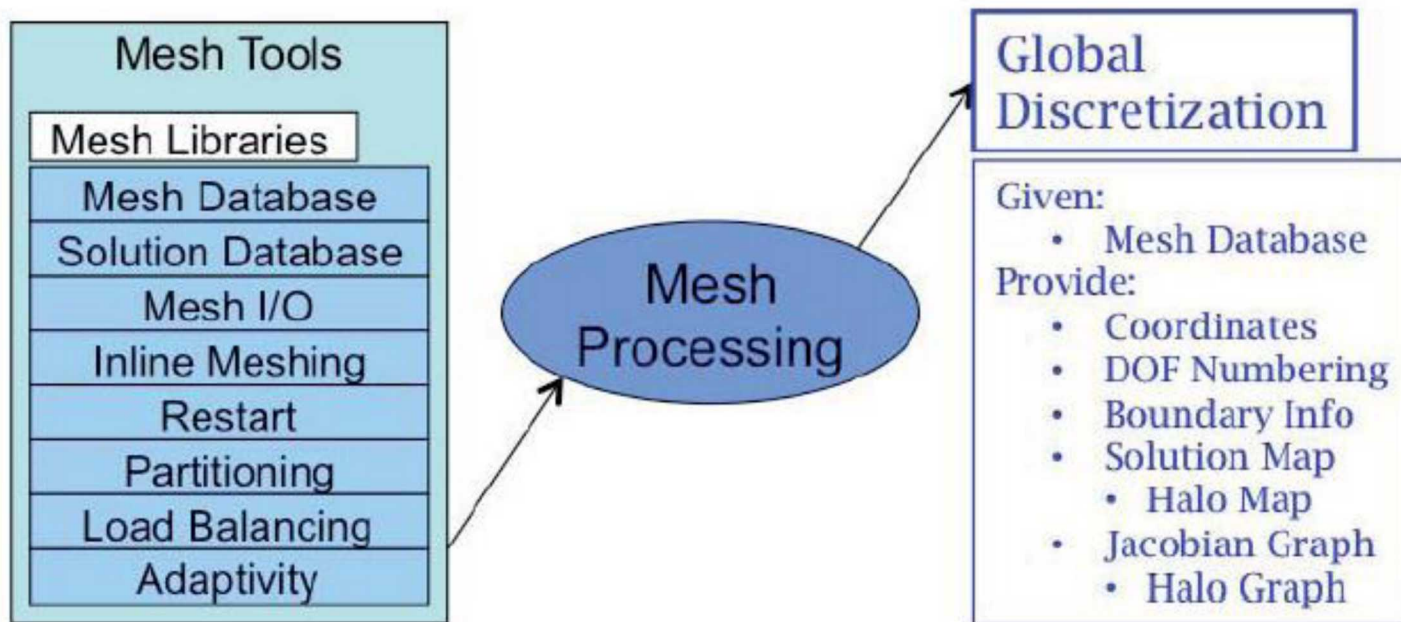 Mesh Tools
Mesh Libraries
Mesh Database
Solution Database
Mesh I/O
Inline Meshing
Restart
Partitioning
Load Balancing
Adaptivity
Mesh
Processing
Global
Discretization
Given:
• Mesh Database
Provide:
• Coordinates
• DOF Numbering
• Boundary Info
• Solution Map
• Halo Map
• Jacobian Graph
• Halo Graph